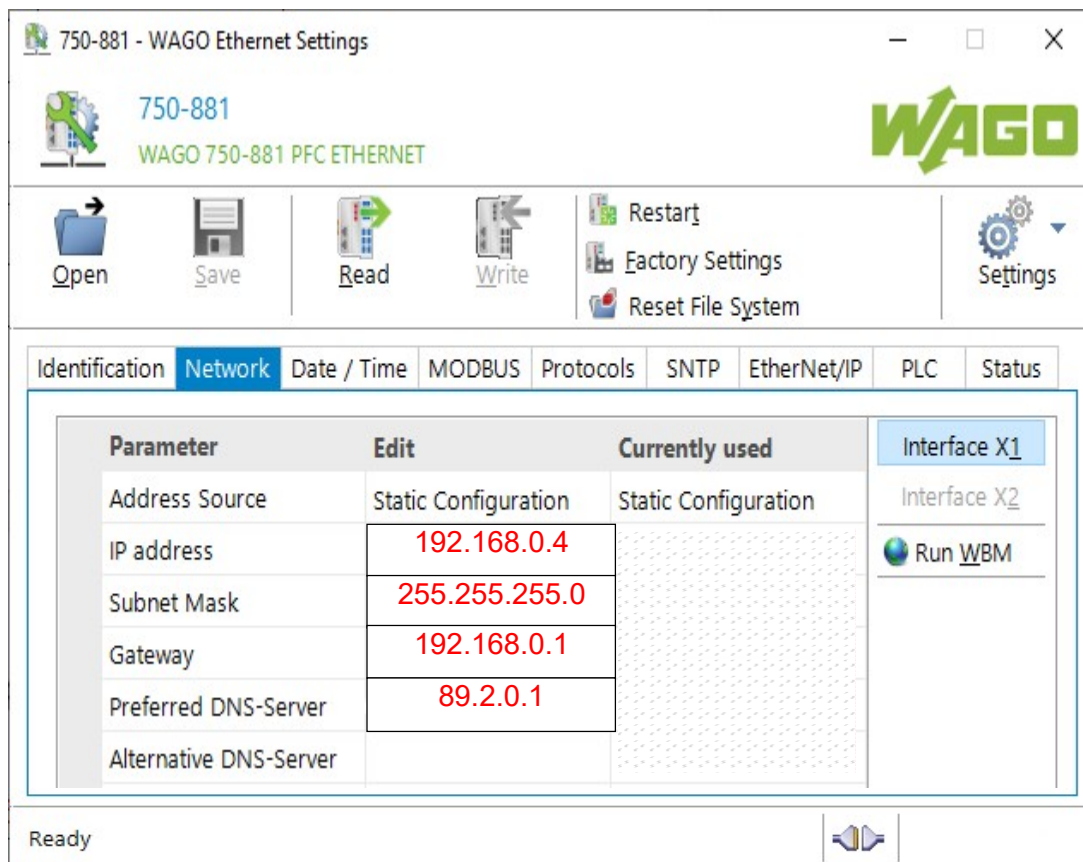 750-881 - WAGO Ethernet Settings
750-881
WAGO 750-881 PFC ETHERNET
WAGO
Open
Save
Read
Write
Restart
Factory Settings
Reset File System
Settings
Identification Network Date / Time MODBUS Protocols SNTP EtherNet/IP PLC Status
Parameter Edit Currently used
Address Source Static Configuration Static Configuration
IP address 192.168.0.4
Subnet Mask 255.255.255.0
Gateway 192.168.0.1
Preferred DNS-Server 89.2.0.1
Alternative DNS-Server
Interface X1
Interface X2
Run WBM
Ready